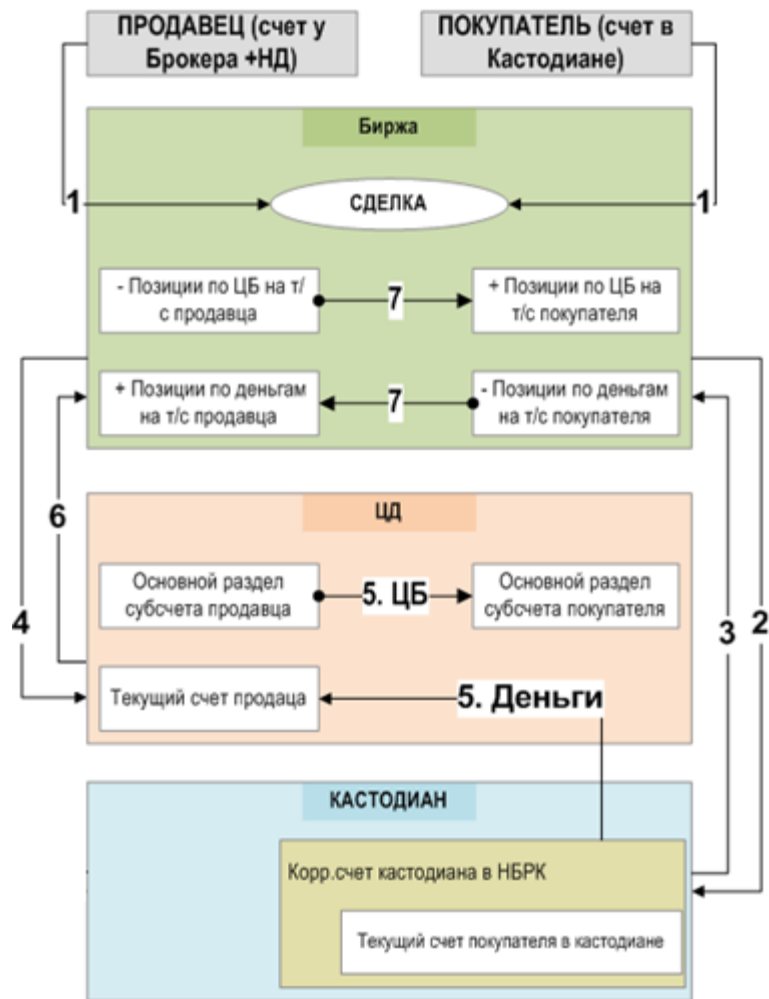 ПРОДАВЕЦ (счет у
Брокера +НД)
ПОКУПАТЕЛЬ (счет в
Кастодиане)
Биржа
1
СДЕЛКА
1
- Позиции по ЦБ на т/
с продавца
7
+ Позиции по ЦБ на
т/с покупателя
+ Позиции по деньгам
на т/с продавца
7
- Позиции по деньгам
на т/с покупателя
6
ЦД
Основной раздел
субсчета продавца
5. ЦБ
Основной раздел
субсчета покупателя
4
3
2
Текущий счет продаца
5. Деньги
КАСТОДИАН
Корр.счет кастодиана в НБРК
Текущий счет покупателя в кастодиане